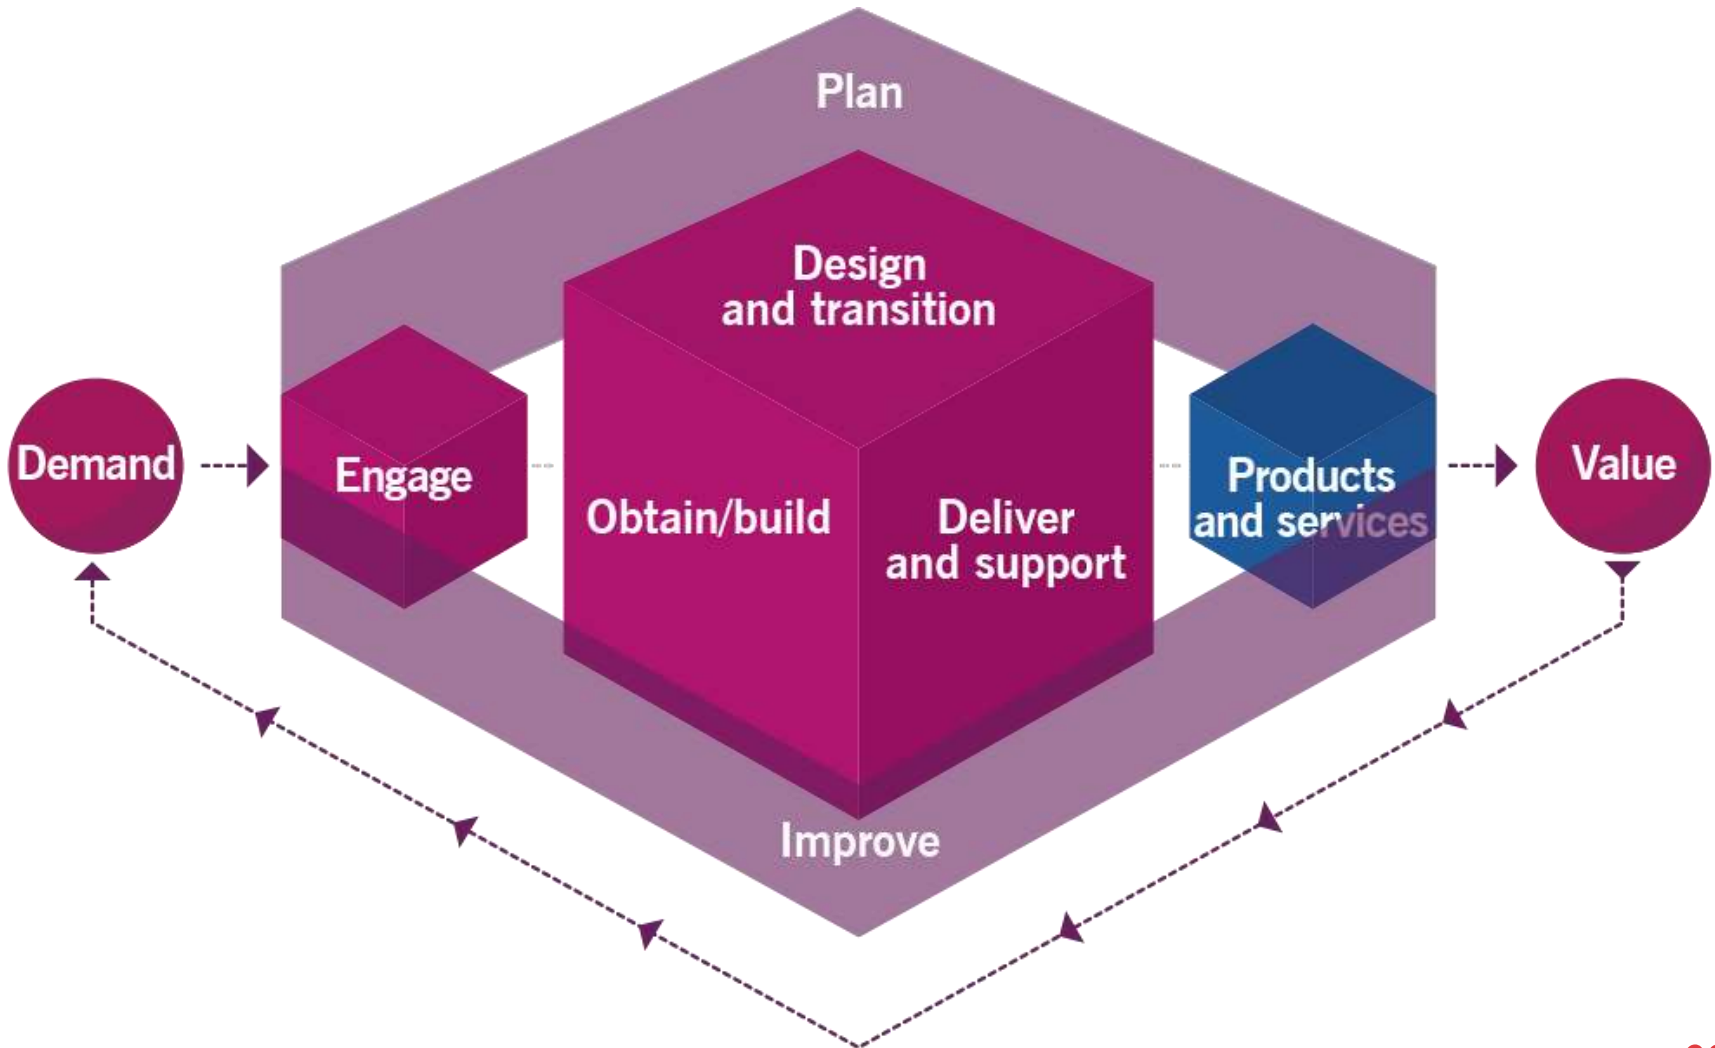 Plan
Design
and transition
Demand
Engage
Obtain/build
Deliver
and support
Products
and services
Value
Improve